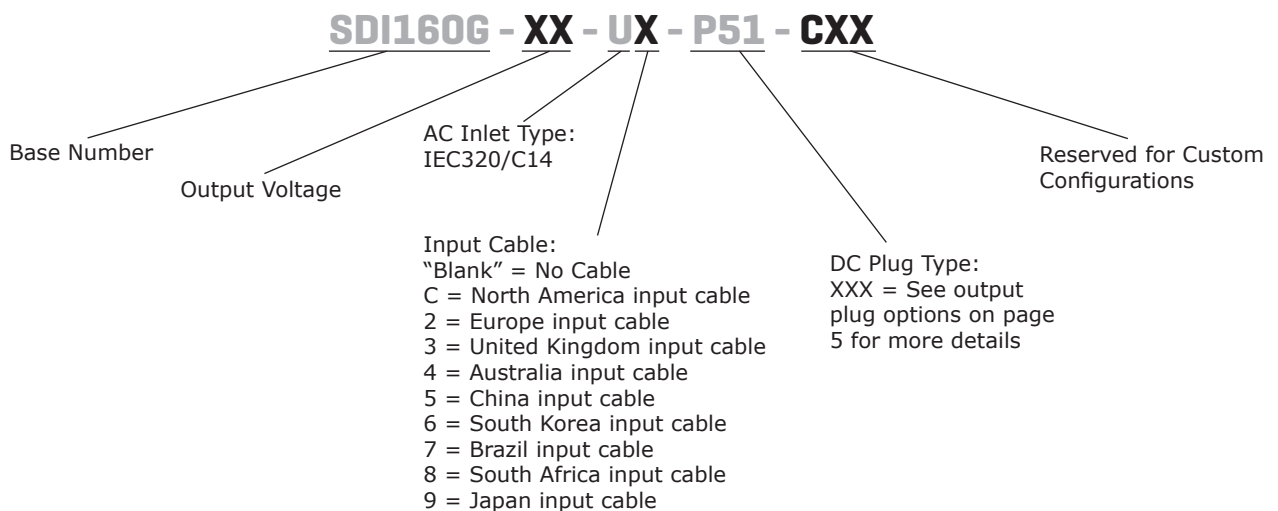 SDI160G - XX - UX - P51 - CXX
Base Number
Output Voltage
AC Inlet Type:
IEC320/C14
Input Cable:
“Blank” = No Cable
C = North America input cable
2 = Europe input cable
3 = United Kingdom input cable
4 = Australia input cable
5 = China input cable
6 = South Korea input cable
7 = Brazil input cable
8 = South Africa input cable
9 = Japan input cable
DC Plug Type:
XXX = See output
plug options on page
5 for more details
Reserved for Custom
Configurations